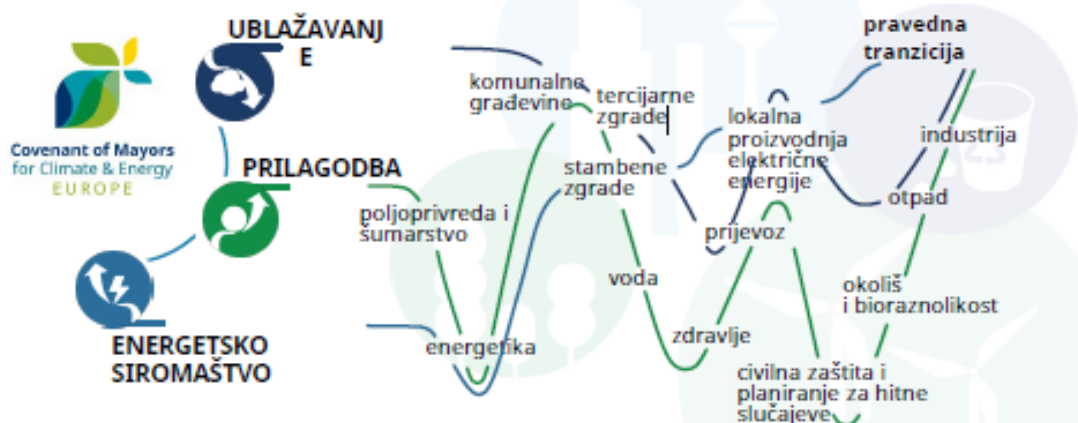 UBLAŽAVANJ
E
Covenant of Mayors
for Climate & Energy
EUROPE
PRILAGODBA
ENERGETSKO
SIROMAŠTVO
komunalne
građevine
tercijarne
zgrade
stambene
zgrade
poljoprivreda i
šumarstvo
energetika
voda
zdravlje
prijevoz
lokalna
proizvodnja
električne
energije
pravedna
tranzicija
industrija
otpad
okoliš
i bioraznolikost
civilna zaštita i
planiranje za hitne
slučajeve